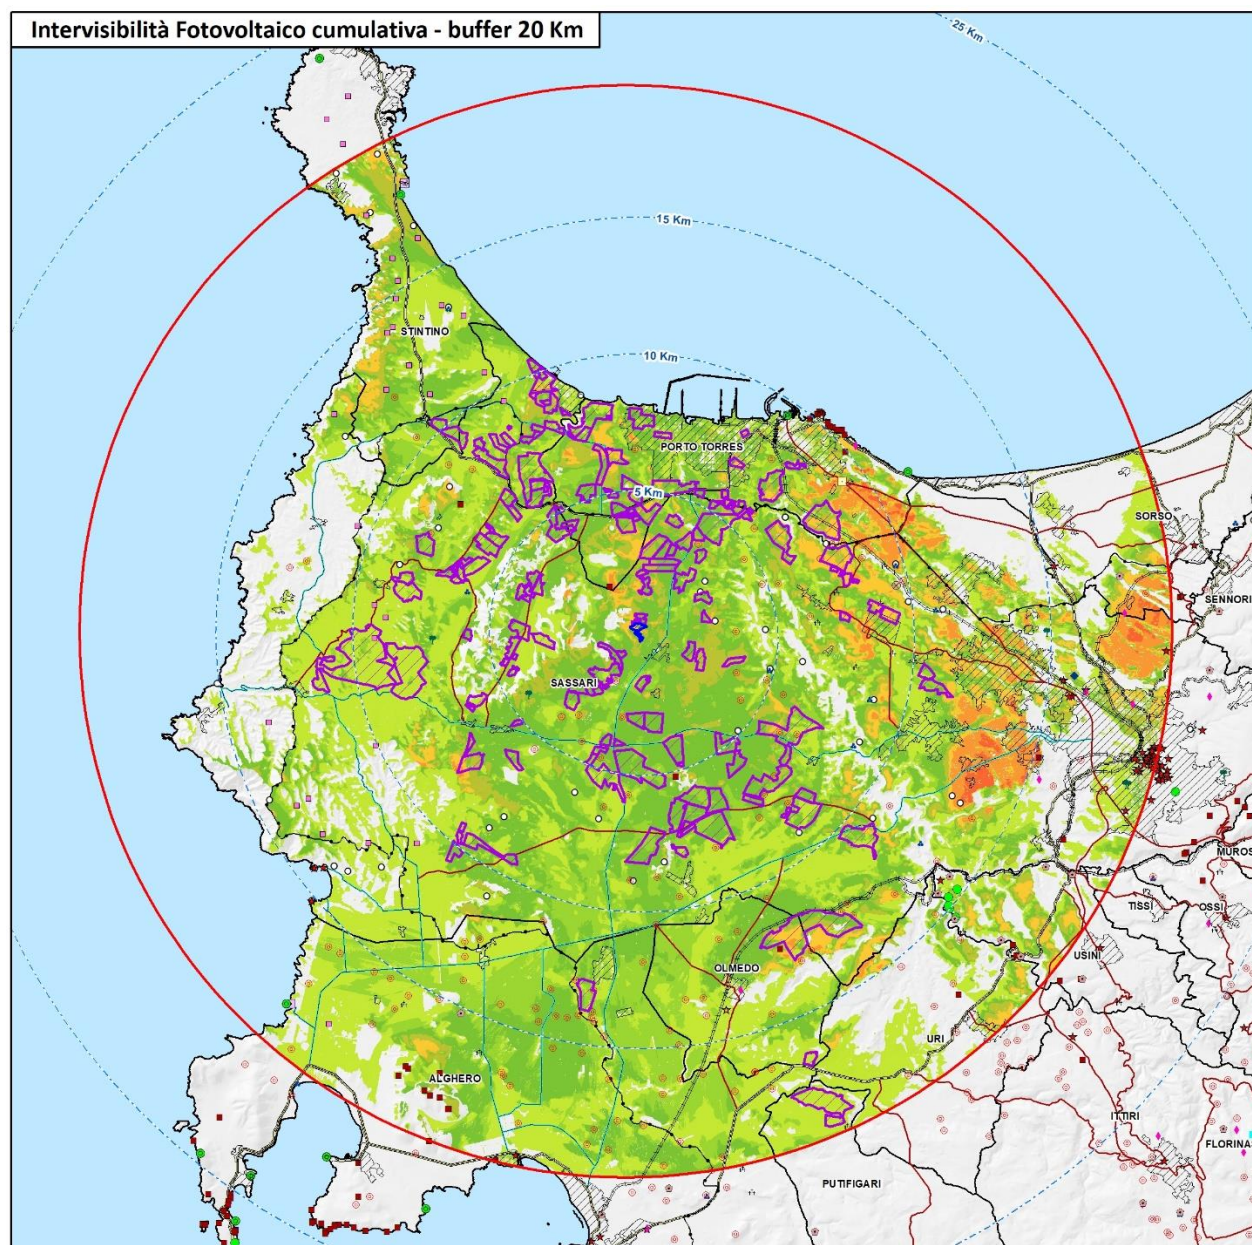 Intervisibilità Fotovoltaico cumulativa - buffer 20 Km
25 Km
15 Km
STINTINO
10 Km
PORTO TORRES
5 Km
SORSO
SENNORI
SASSARI
MUROS
TISSI
OSSI
USINI
OLMEDO
URI
ALGHERO
ITTIRI
FLORINAS
PUTIFIGARI